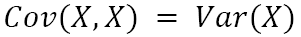 Cov(X, X) = Var(X)